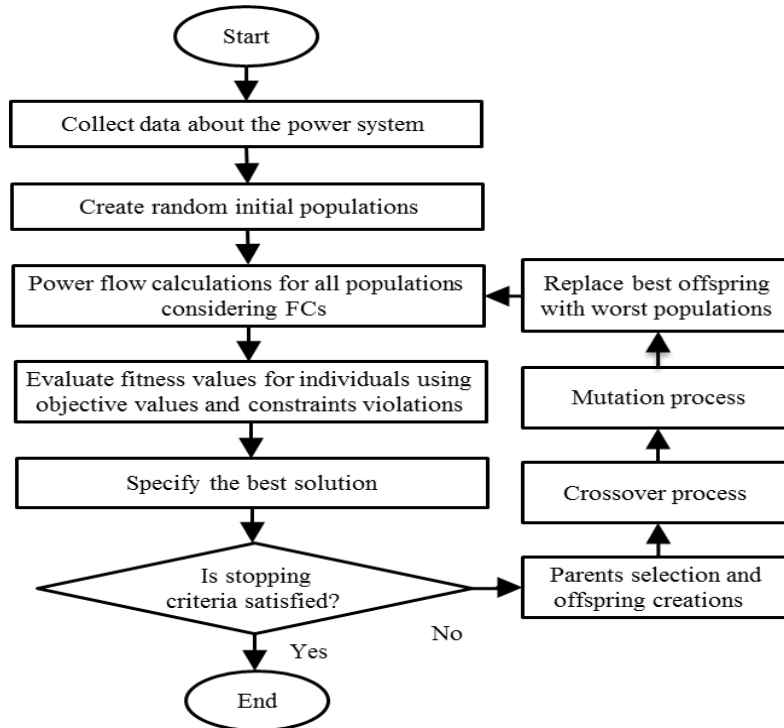 Start
Collect data about the power system
Create random initial populations
Power flow calculations for all populations
considering FCs
Evaluate fitness values for individuals using
objective values and constraints violations
Specify the best solution
Is stopping
criteria satisfied?
Yes
End
No
Parents selection and
offspring creations
Crossover process
Mutation process
Replace best offspring
with worst populations